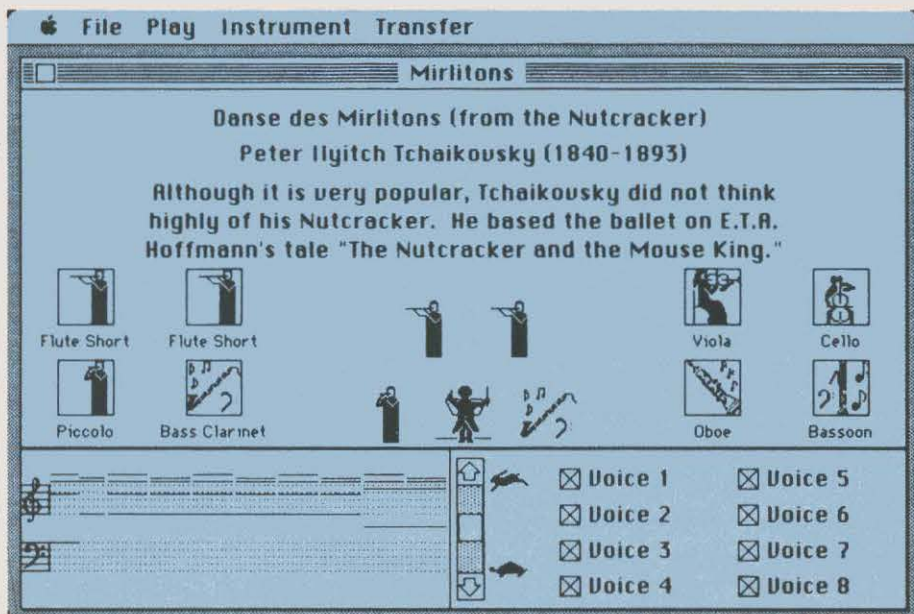 File Play Instrument Transfer
Mirlitons
Danse des Mirlitons (from the Nutcracker)
Peter Ilyitch Tchaikovsky (1840-1893)
Although it is very popular, Tchaikovsky did not think
highly of his Nutcracker. He based the ballet on E.T.A.
Hoffmann's tale "The Nutcracker and the Mouse King."
Flute Short Flute Short Viola Cello
Piccolo Bass Clarinet Oboe Bassoon
Voice 1 Voice 5
Voice 2 Voice 6
Voice 3 Voice 7
Voice 4 Voice 8